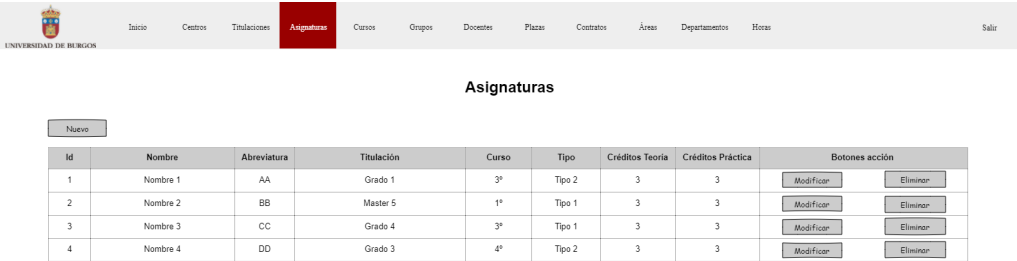 UNIVERSIDAD DE BURGOS
Inicio Centros Titulaciones Asignaturas Cursos Grupos Docentes Plazas Contratos Áreas Departamentos Horas Salir
Asignaturas
Nuevo
Id Nombre Abreviatura Titulación Curso Tipo Créditos Teoría Créditos Práctica Botones acción
1 Nombre 1 AA Grado 1 3º Tipo 2 3 3 Modificar Eliminar
2 Nombre 2 BB Master 5 1º Tipo 1 3 3 Modificar Eliminar
3 Nombre 3 CC Grado 4 3º Tipo 1 3 3 Modificar Eliminar
4 Nombre 4 DD Grado 3 4º Tipo 2 3 3 Modificar Eliminar